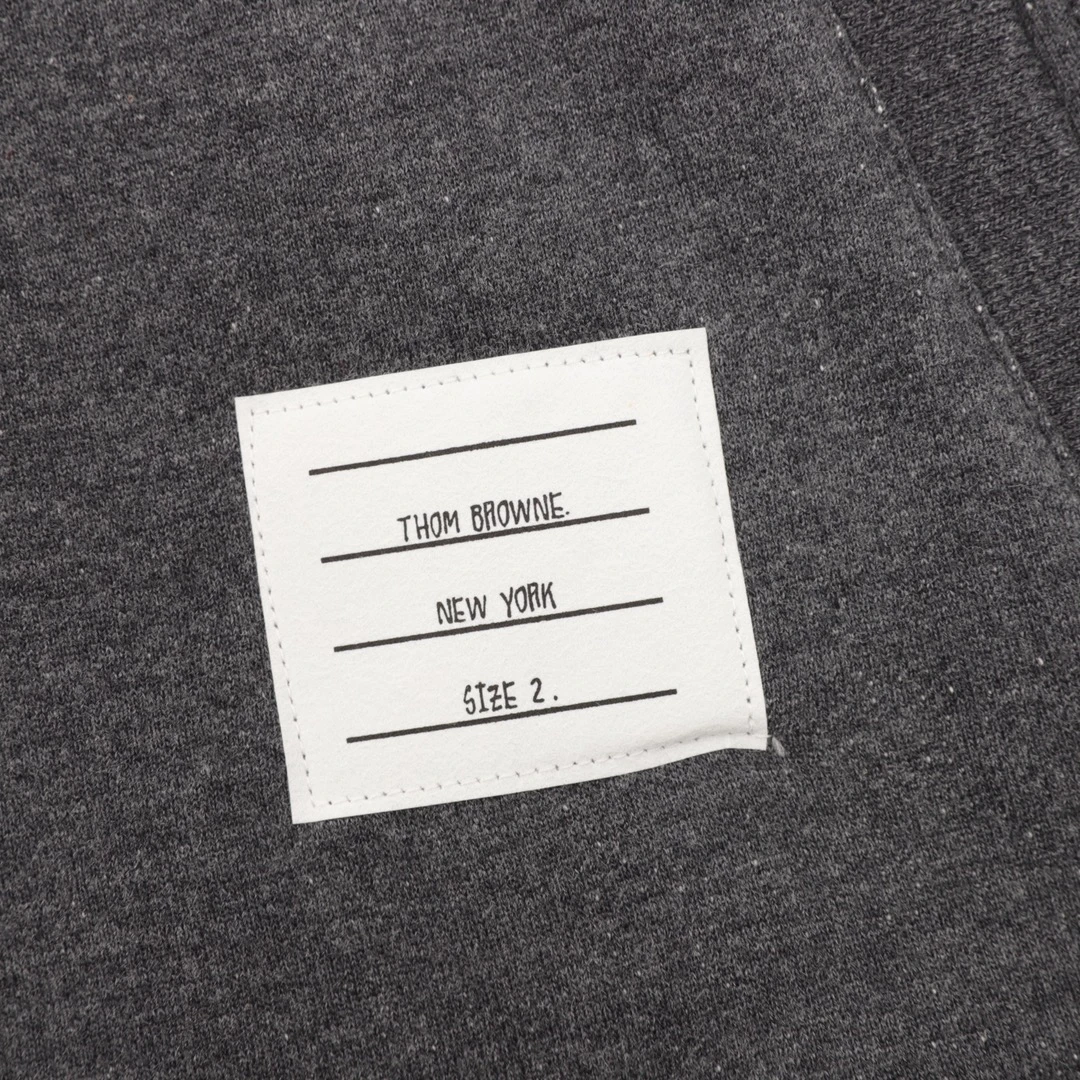 THOM BROWNE.
NEW YORK
SIZE 2.